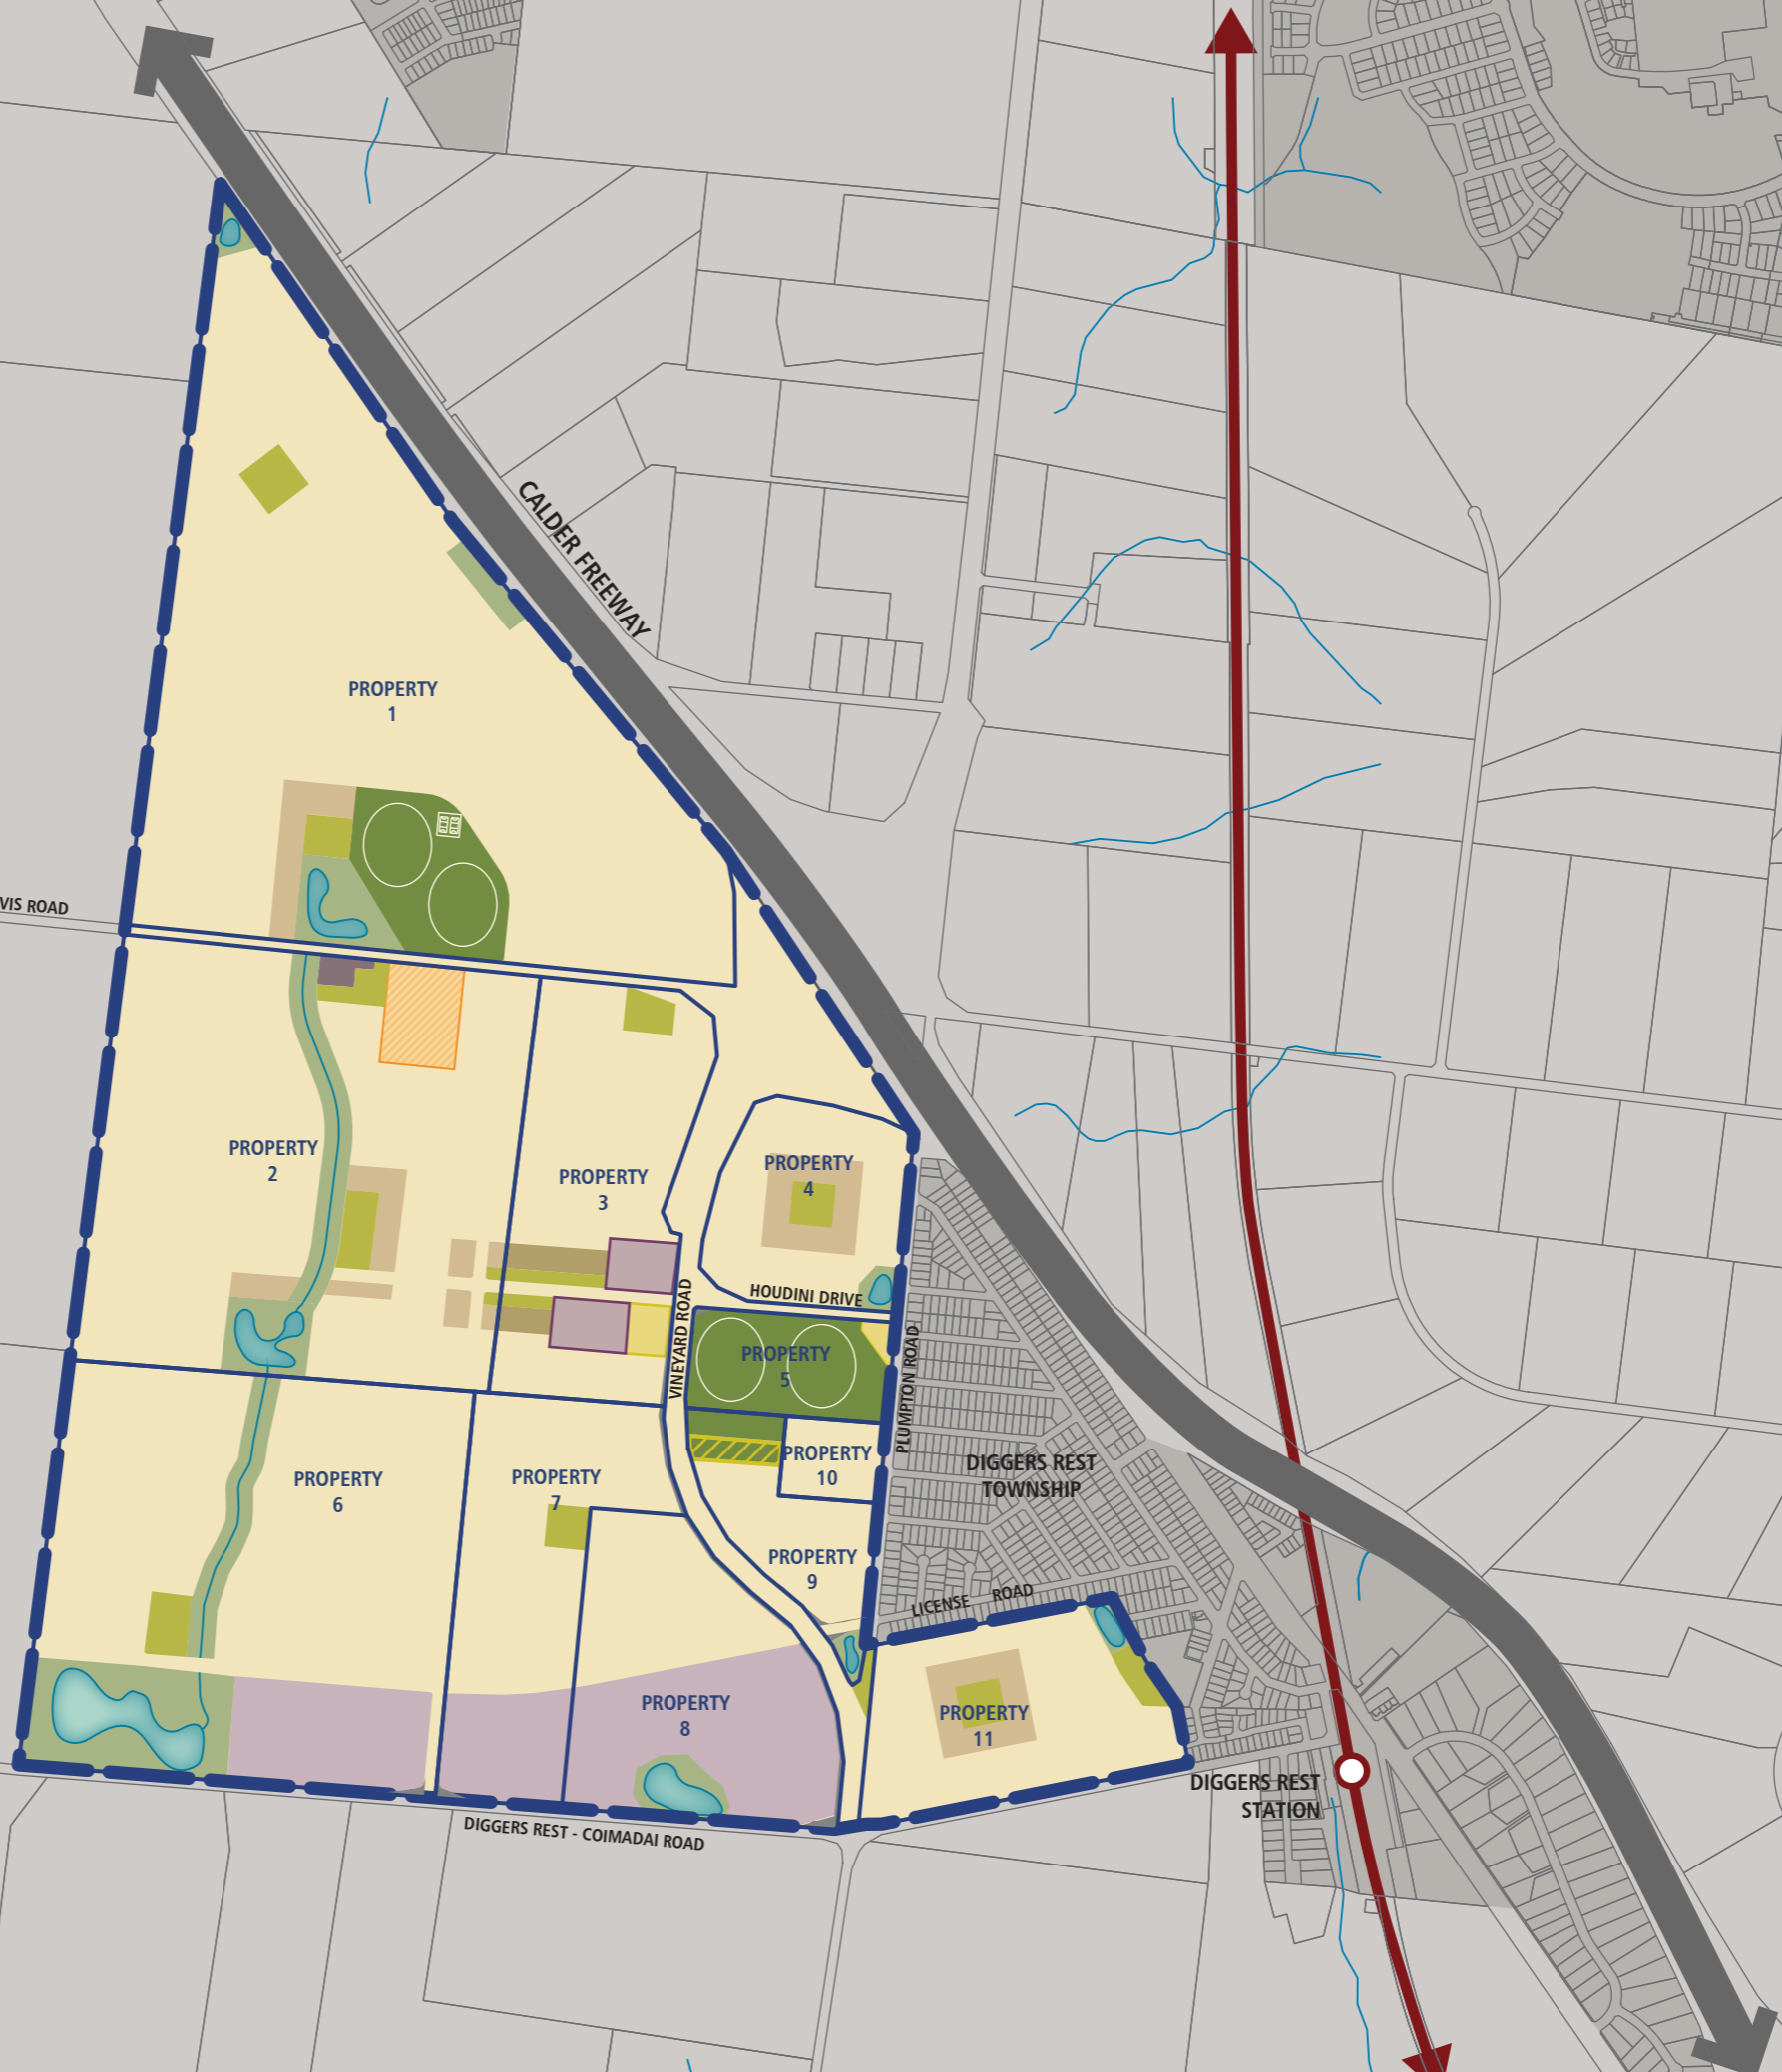 CALDER FREEWAY
PROPERTY
1
VIS ROAD
PROPERTY
2
PROPERTY
3
PROPERTY
4
HOUDINI DRIVE
VINEYARD ROAD
PROPERTY
5
PLUMPTON ROAD
PROPERTY
10
DIGGERS REST
TOWNSHIP
PROPERTY
6
PROPERTY
7
PROPERTY
9
LICENSE ROAD
PROPERTY
8
PROPERTY
11
DIGGERS REST
STATION
DIGGERS REST - COIMADAI ROAD